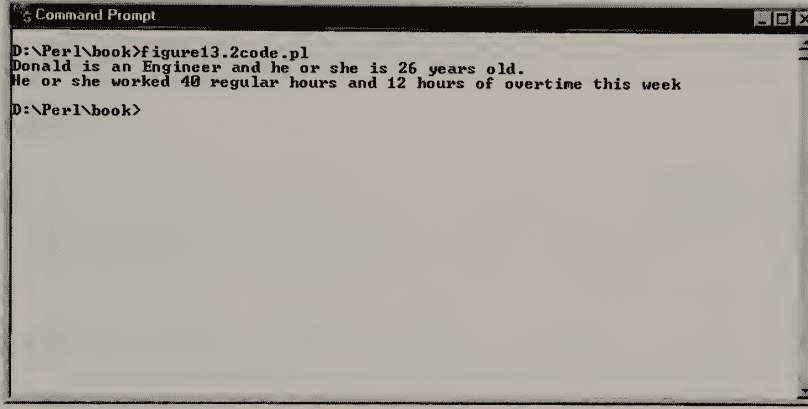 Command Prompt
D:\Perl\book>figure13.2code.pl
Donald is an Engineer and he or she is 26 years old.
He or she worked 40 regular hours and 12 hours of overtime this week
D:\Perl\book>